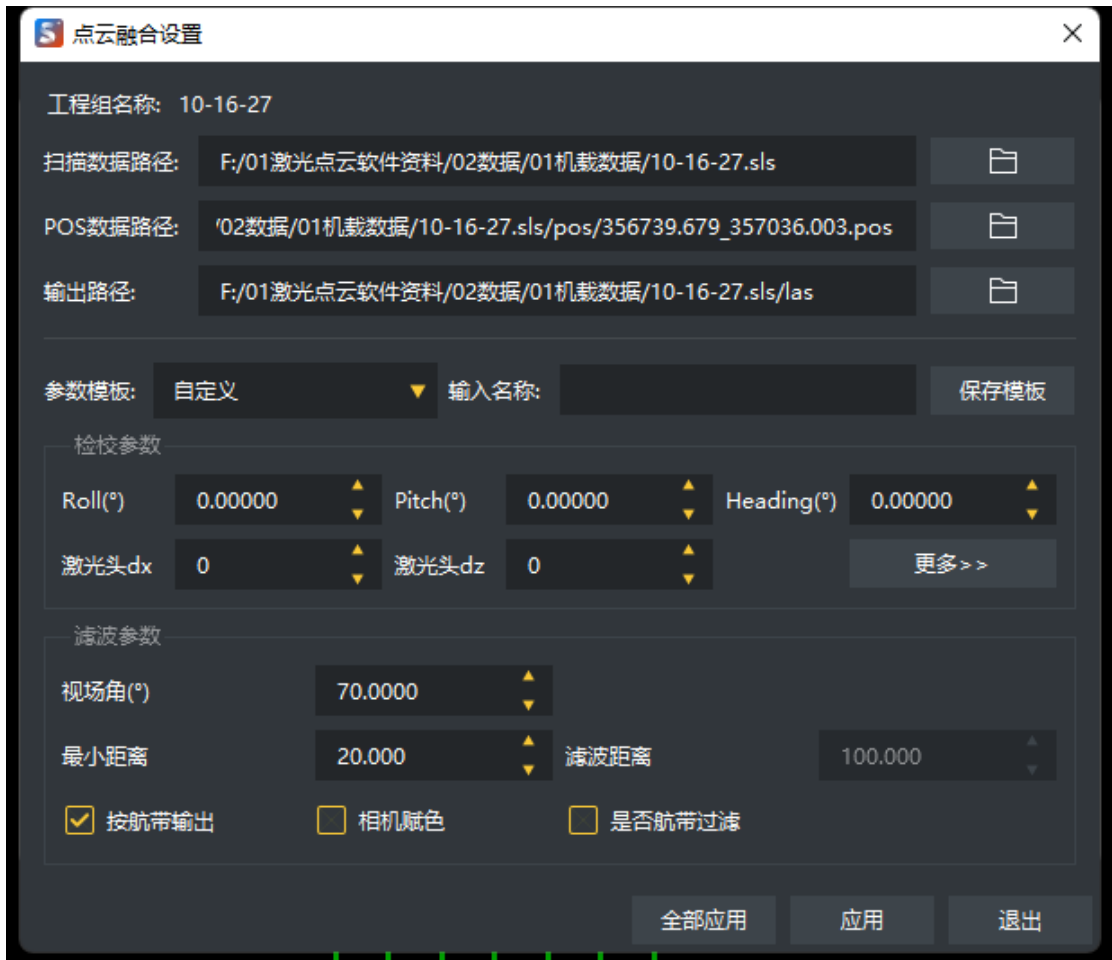 点云融合设置
工程组名称: 10-16-27
扫描数据路径: F:/01激光点云软件资料/02数据/01机载数据/10-16-27.sls
POS数据路径: /02数据/01机载数据/10-16-27.sls/pos/356739.679_357036.003.pos
输出路径: F:/01激光点云软件资料/02数据/01机载数据/10-16-27.sls/las
参数模板: 自定义 输入名称: 保存模板
检校参数
Roll(°) 0.00000 Pitch(°) 0.00000 Heading(°) 0.00000
激光头dx 0 激光头dz 0 更多>>
滤波参数
视场角(°) 70.0000
最小距离 20.000 滤波距离 100.000
按航带输出 相机赋色 是否航带过滤
全部应用 应用 退出